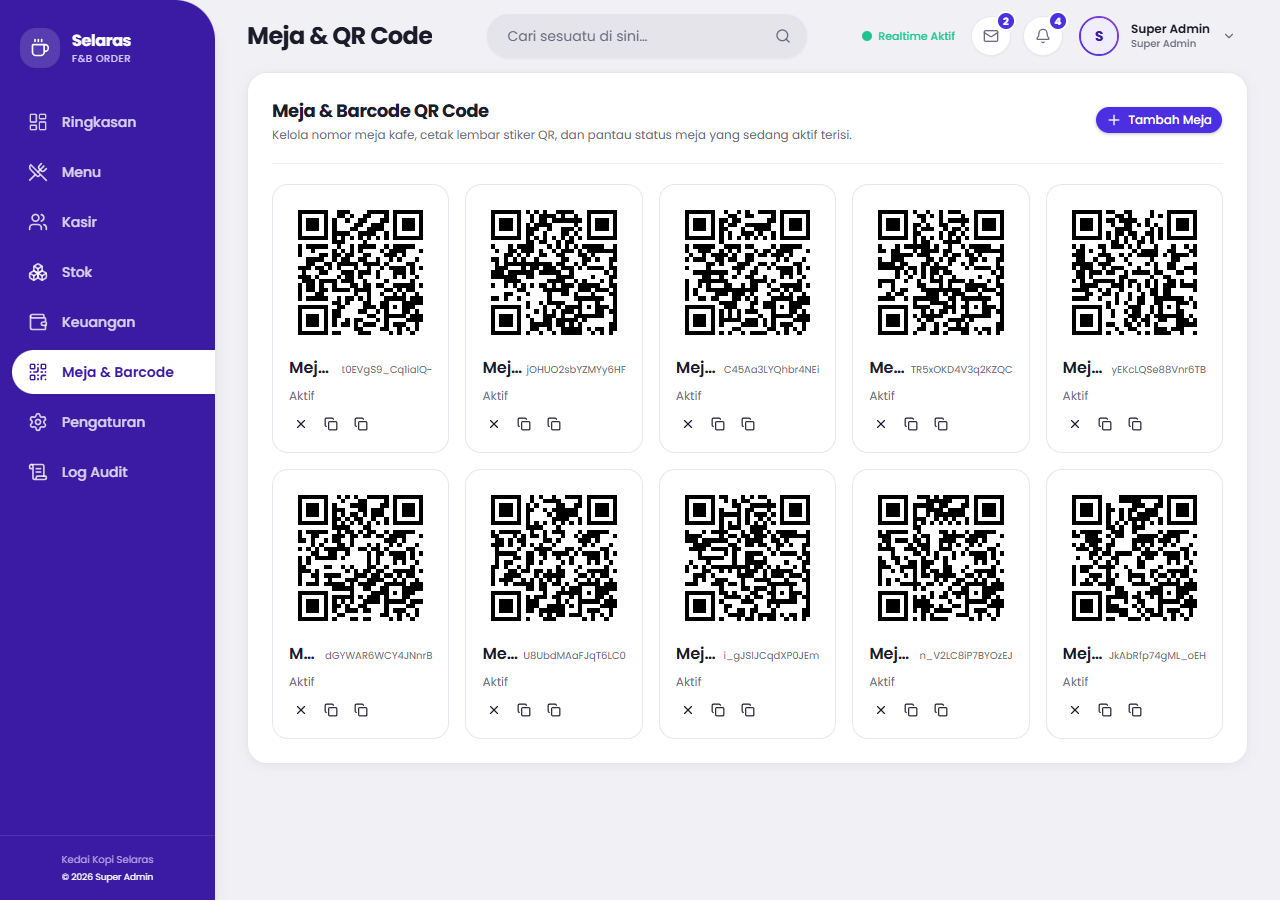 Selaras
F&B ORDER
Ringkasan
Menu
Kasir
Stok
Keuangan
Meja & Barcode
Pengaturan
Log Audit
Kedai Kopi Selaras
© 2026 Super Admin
Meja & QR Code
Cari sesuatu di sini...
Realtime Aktif
2
4
S
Super Admin
Super Admin
Meja & Barcode QR Code
Kelola nomor meja kafe, cetak lembar stiker QR, dan pantau status meja yang sedang aktif terisi.
Tambah Meja
Mej... t0EVgS9_Cq1iaIQ-
Aktif
Mej... jOHUO2sbYZMYy6HF
Aktif
Mej... C45Aa3LYQhbr4NEi
Aktif
Me... TR5xOKD4V3q2KZQC
Aktif
Mej... yEKcLQSe88Vnr6TB
Aktif
M... dGYWAR6WCY4JNnrB
Aktif
Me... U8UbdMAaFJqT6LC0
Aktif
Mej... i_gJSIJCqdXP0JEm
Aktif
Mej... n_V2LC8iP7BYOzEJ
Aktif
Mej... JkAbRfp74gML_oEH
Aktif